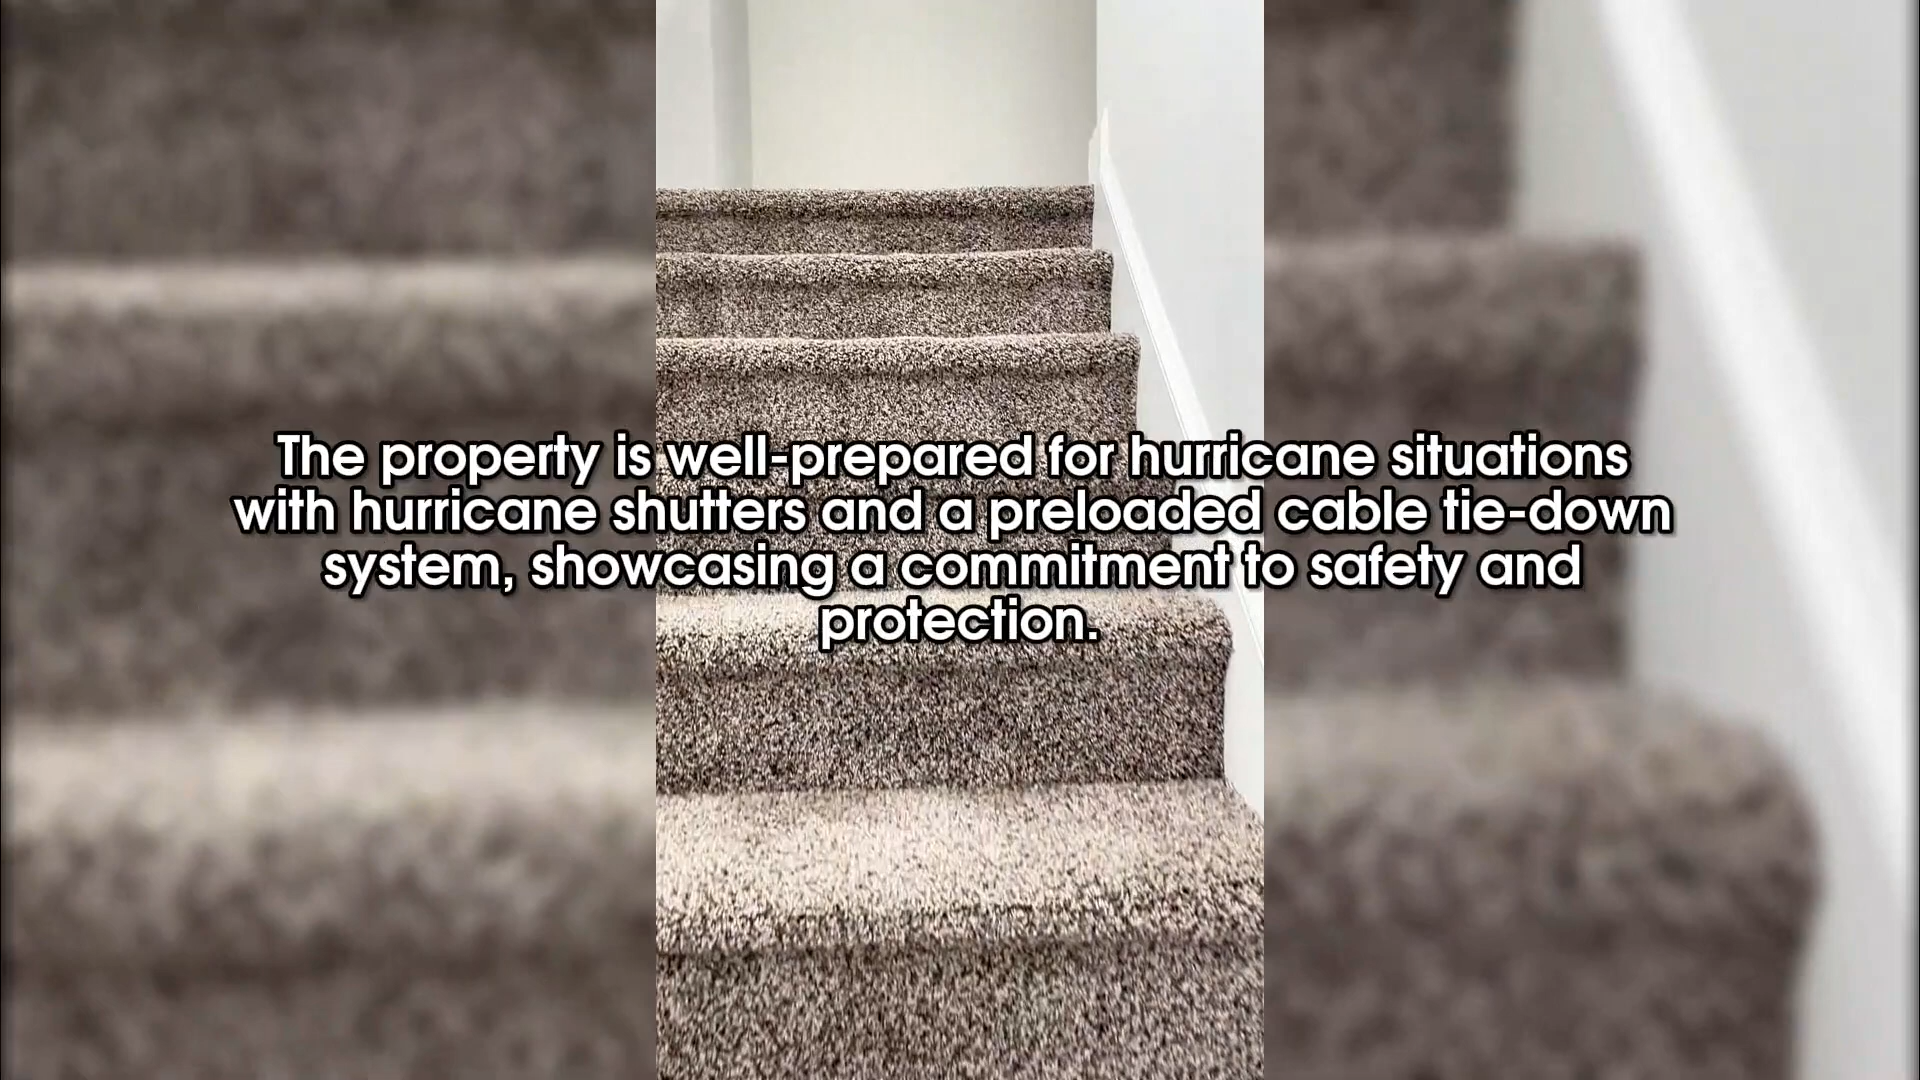 The property is well-prepared for hurricane situations
with hurricane shutters and a preloaded cable tie-down
system, showcasing a commitment to safety and
protection.